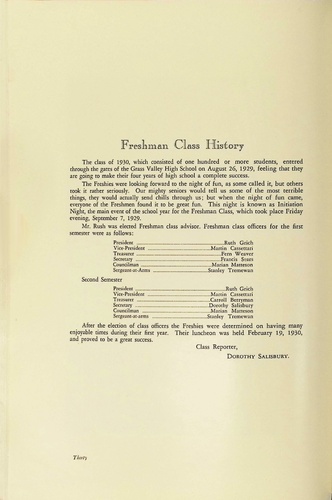 Freshman Class History
The class of 1930, which consisted of one hundred or more students, entered
through the gates of the Grass Valley High School on August 26, 1929, feeling that they
are going to make their four years of high school a complete success.
The Freshies were looking forward to the night of fun, as some called it, but others
took it rather seriously. Our mighty seniors would tell us some of the most terrible
things, they would actually send chills through us; but when the night of fun came,
everyone of the Freshmen found it to be great fun. This night is known as Initiation
Night, the main event of the school year for the Freshman Class, which took place Friday
evening, September 7, 1929.
Mr. Rush was elected Freshman class advisor. Freshman class officers for the first
semester were as follows:
President ........ Ruth Geich
Vice-President ........ Martin Cassettari
Treasurer ........ Fern Weaver
Secretary ........ Francis Scott
Councilman ........ Marian Matteson
Sergeant-at-Arms ........ Stanley Tremewan
Second Semester
President ........ Ruth Geich
Vice-President ........ Martin Cassettari
Treasurer ........ Carroll Berryman
Secretary ........ Dorothy Salisbury
Councilman ........ Marian Matteson
Sergeant-at-arms ........ Stanley Tremewan
After the election of class officers the Freshies were determined on having many
enjoyable times during their first year. Their luncheon was held February 19, 1930,
and proved to be a great success.
Class Reporter,
DOROTHY SALISBURY.
Thirty